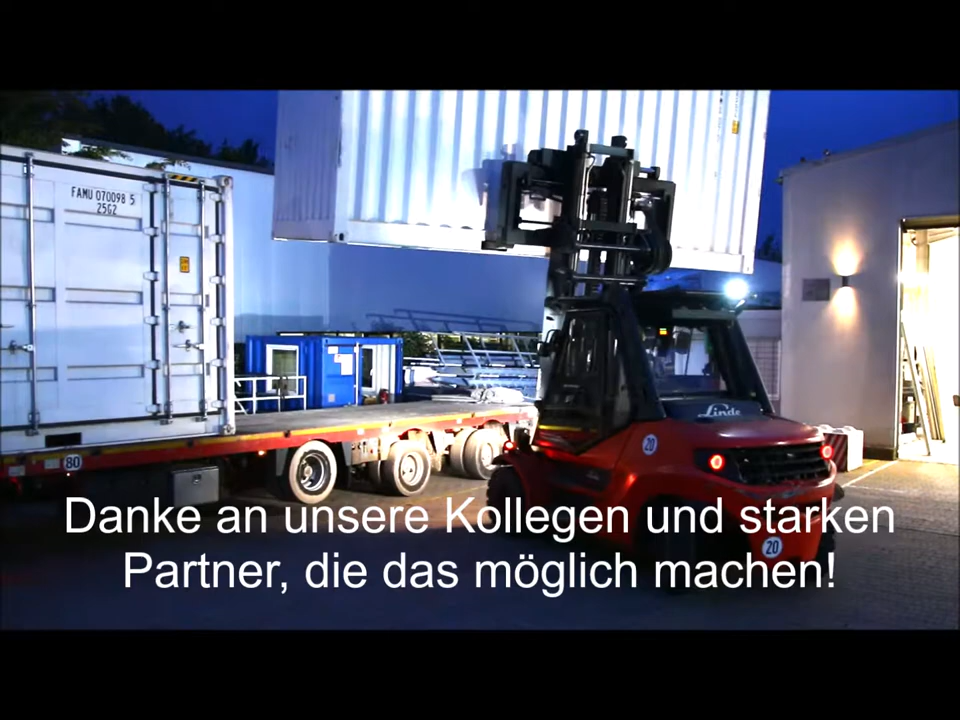 FAMU 070098 5
25G2
80
Linde
20
20
Danke an unsere Kollegen und starken
Partner, die das möglich machen!